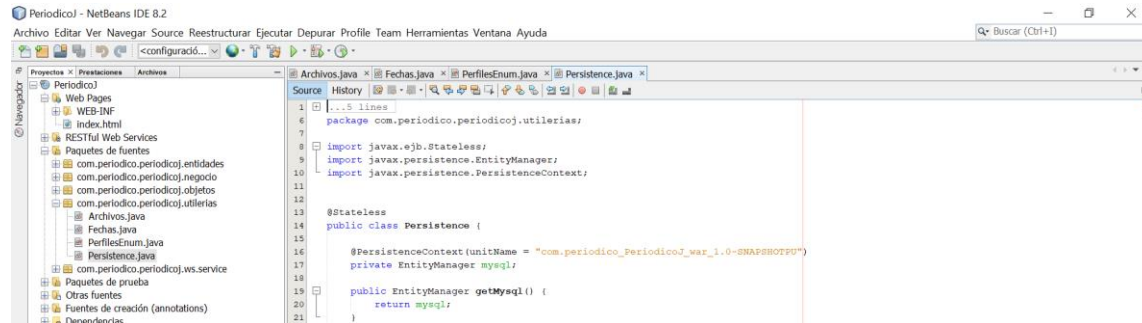 PeriodicoJ - NetBeans IDE 8.2
Archivo Editar Ver Navegar Source Reestructurar Ejecutar Depurar Profile Team Herramientas Ventana Ayuda
Buscar (Ctrl+I)
<configuració...
Proyectos Prestaciones Archivos
Navegador
PeriodicoJ
Web Pages
WEB-INF
index.html
RESTful Web Services
Paquetes de fuentes
com.periodico.periodicoj.entidades
com.periodico.periodicoj.negocio
com.periodico.periodicoj.objetos
com.periodico.periodicoj.utilerias
Archivos.java
Fechas.java
PerfilesEnum.java
Persistence.java
com.periodico.periodicoj.ws.service
Paquetes de prueba
Otras fuentes
Fuentes de creación (annotations)
Dependencias
Archivos.java Fechas.java PerfilesEnum.java Persistence.java
Source History
1 ...5 lines
6 package com.periodico.periodicoj.utilerias;
7
8 import javax.ejb.Stateless;
9 import javax.persistence.EntityManager;
10 import javax.persistence.PersistenceContext;
11
12
13 @Stateless
14 public class Persistence {
15
16 @PersistenceContext(unitName = "com.periodico_PeriodicoJ_war_1.0-SNAPSHOTPU")
17 private EntityManager mysql;
18
19 public EntityManager getMysql() {
20 return mysql;
21 }